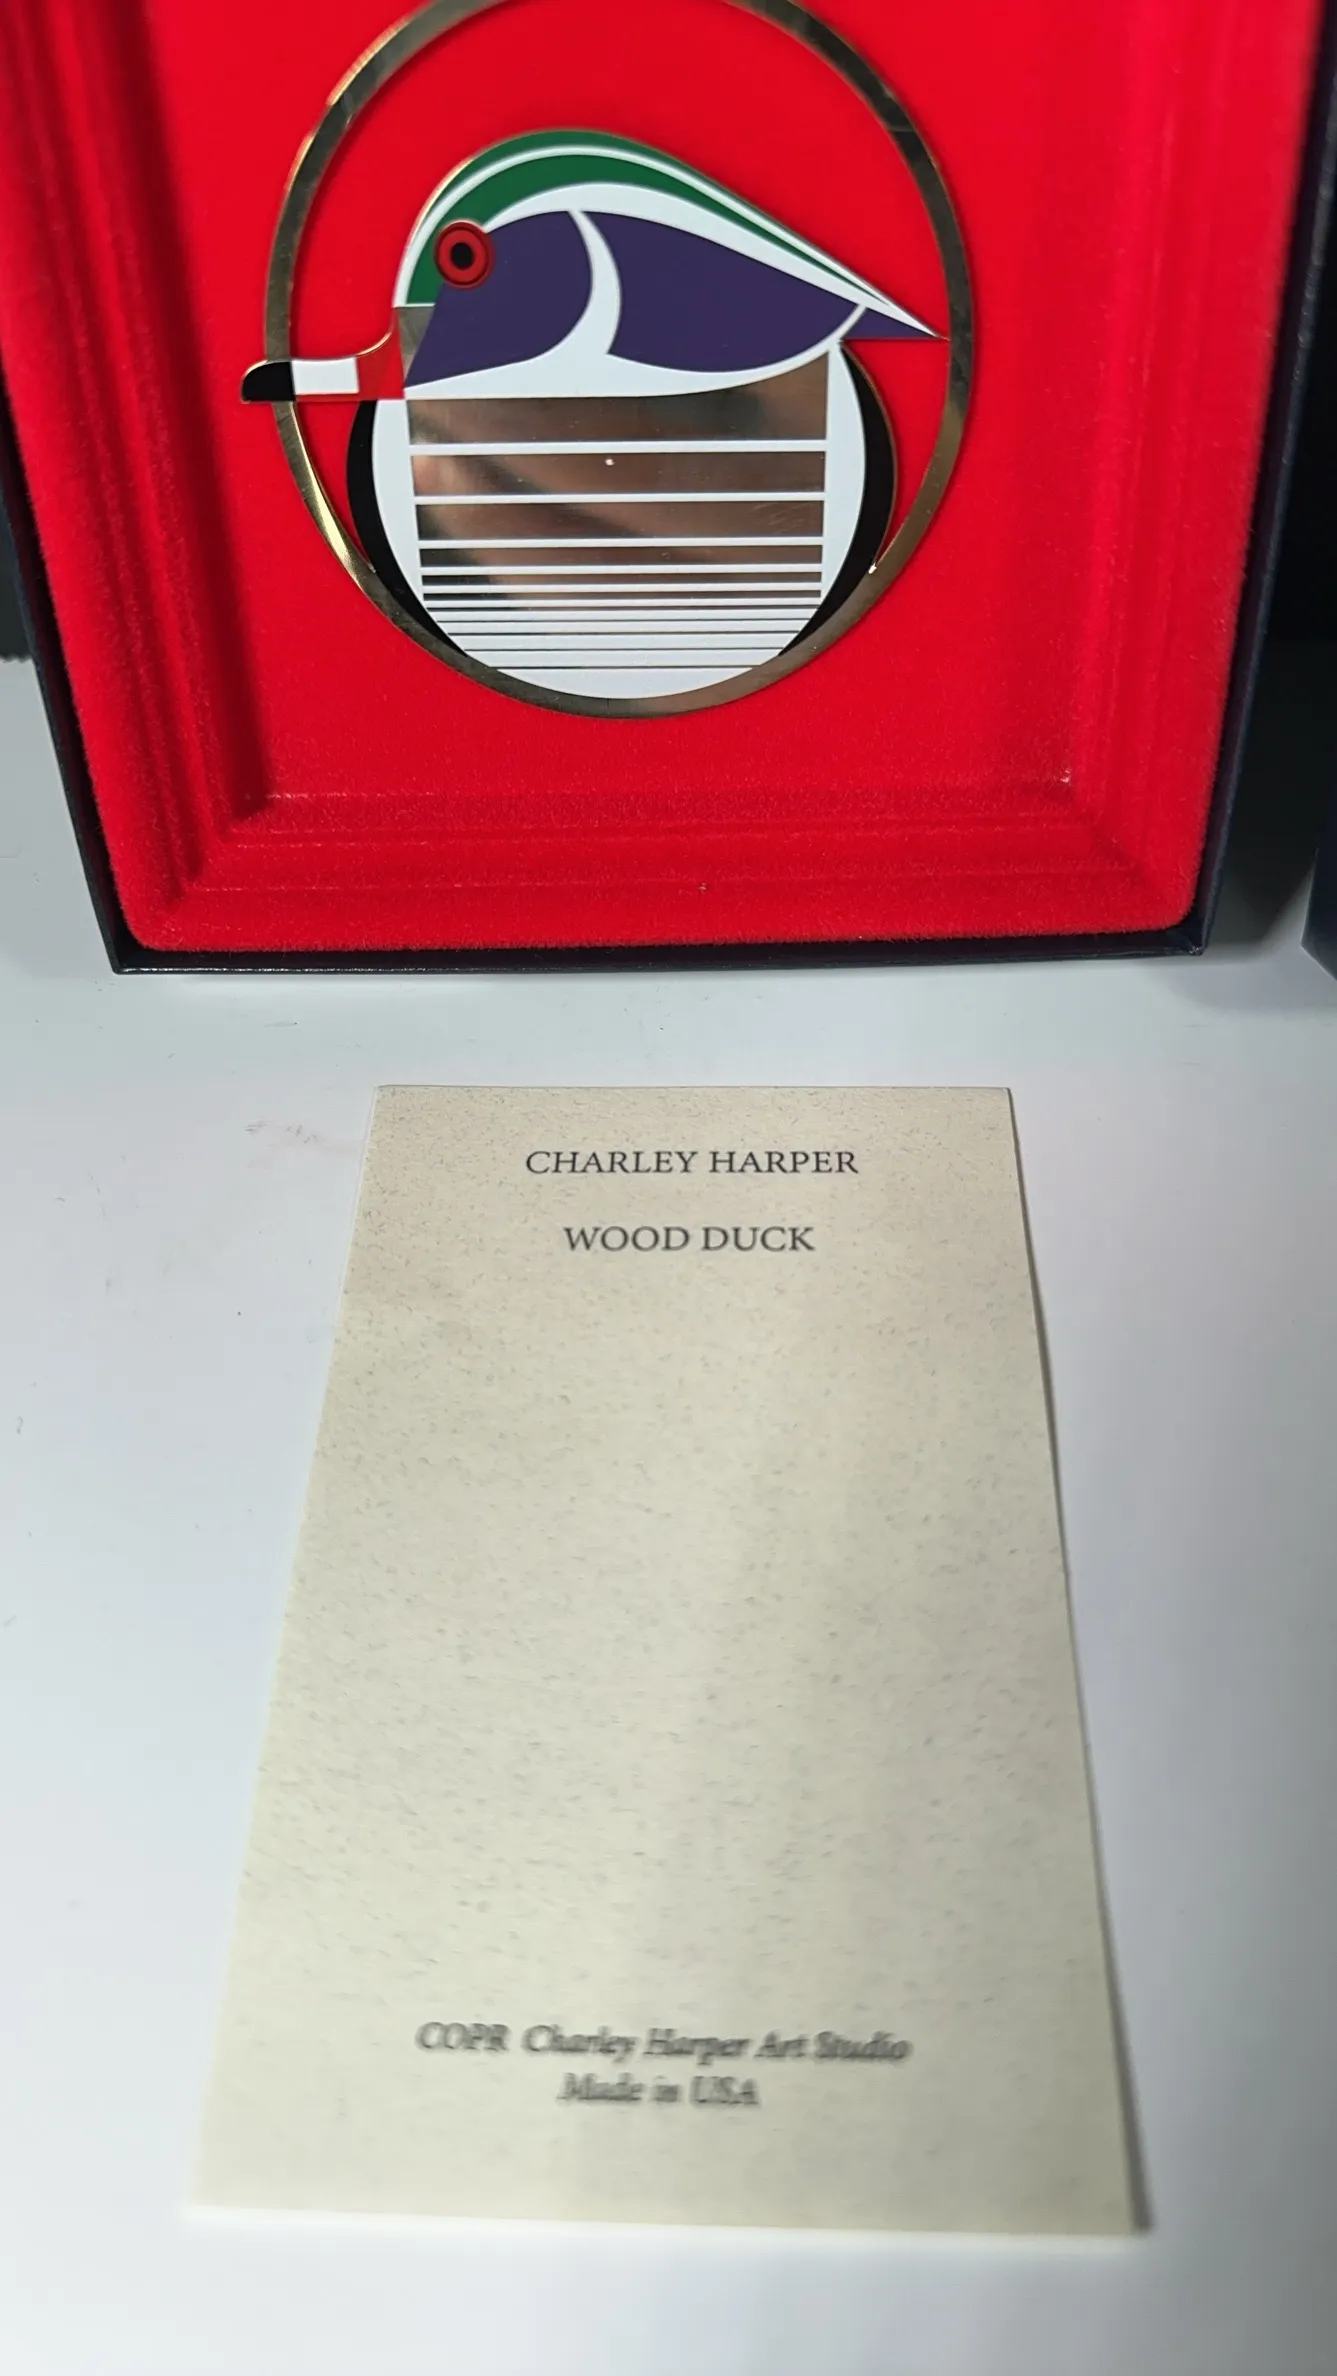 CHARLEY HARPER
WOOD DUCK
COPR Charley Harper Art Studio
Made in USA